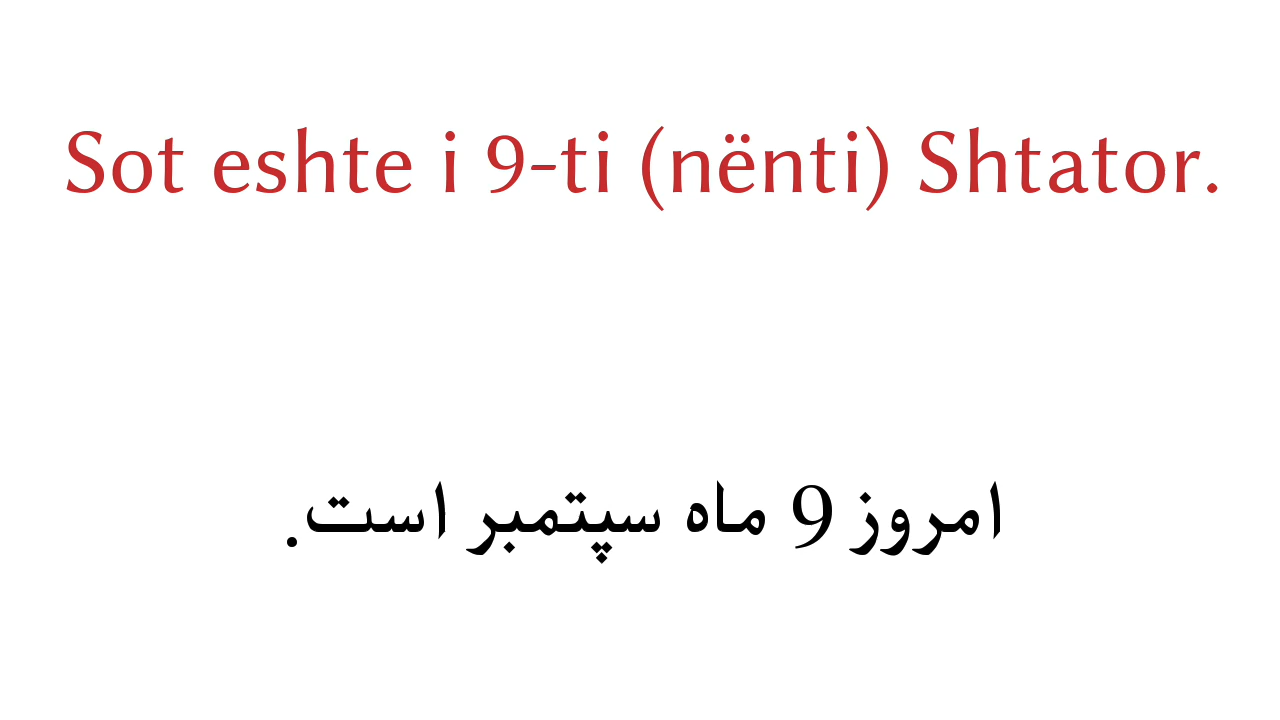 Sot eshte i 9-ti (nënti) Shtator.
امروز 9 ماه سپتمبر است.